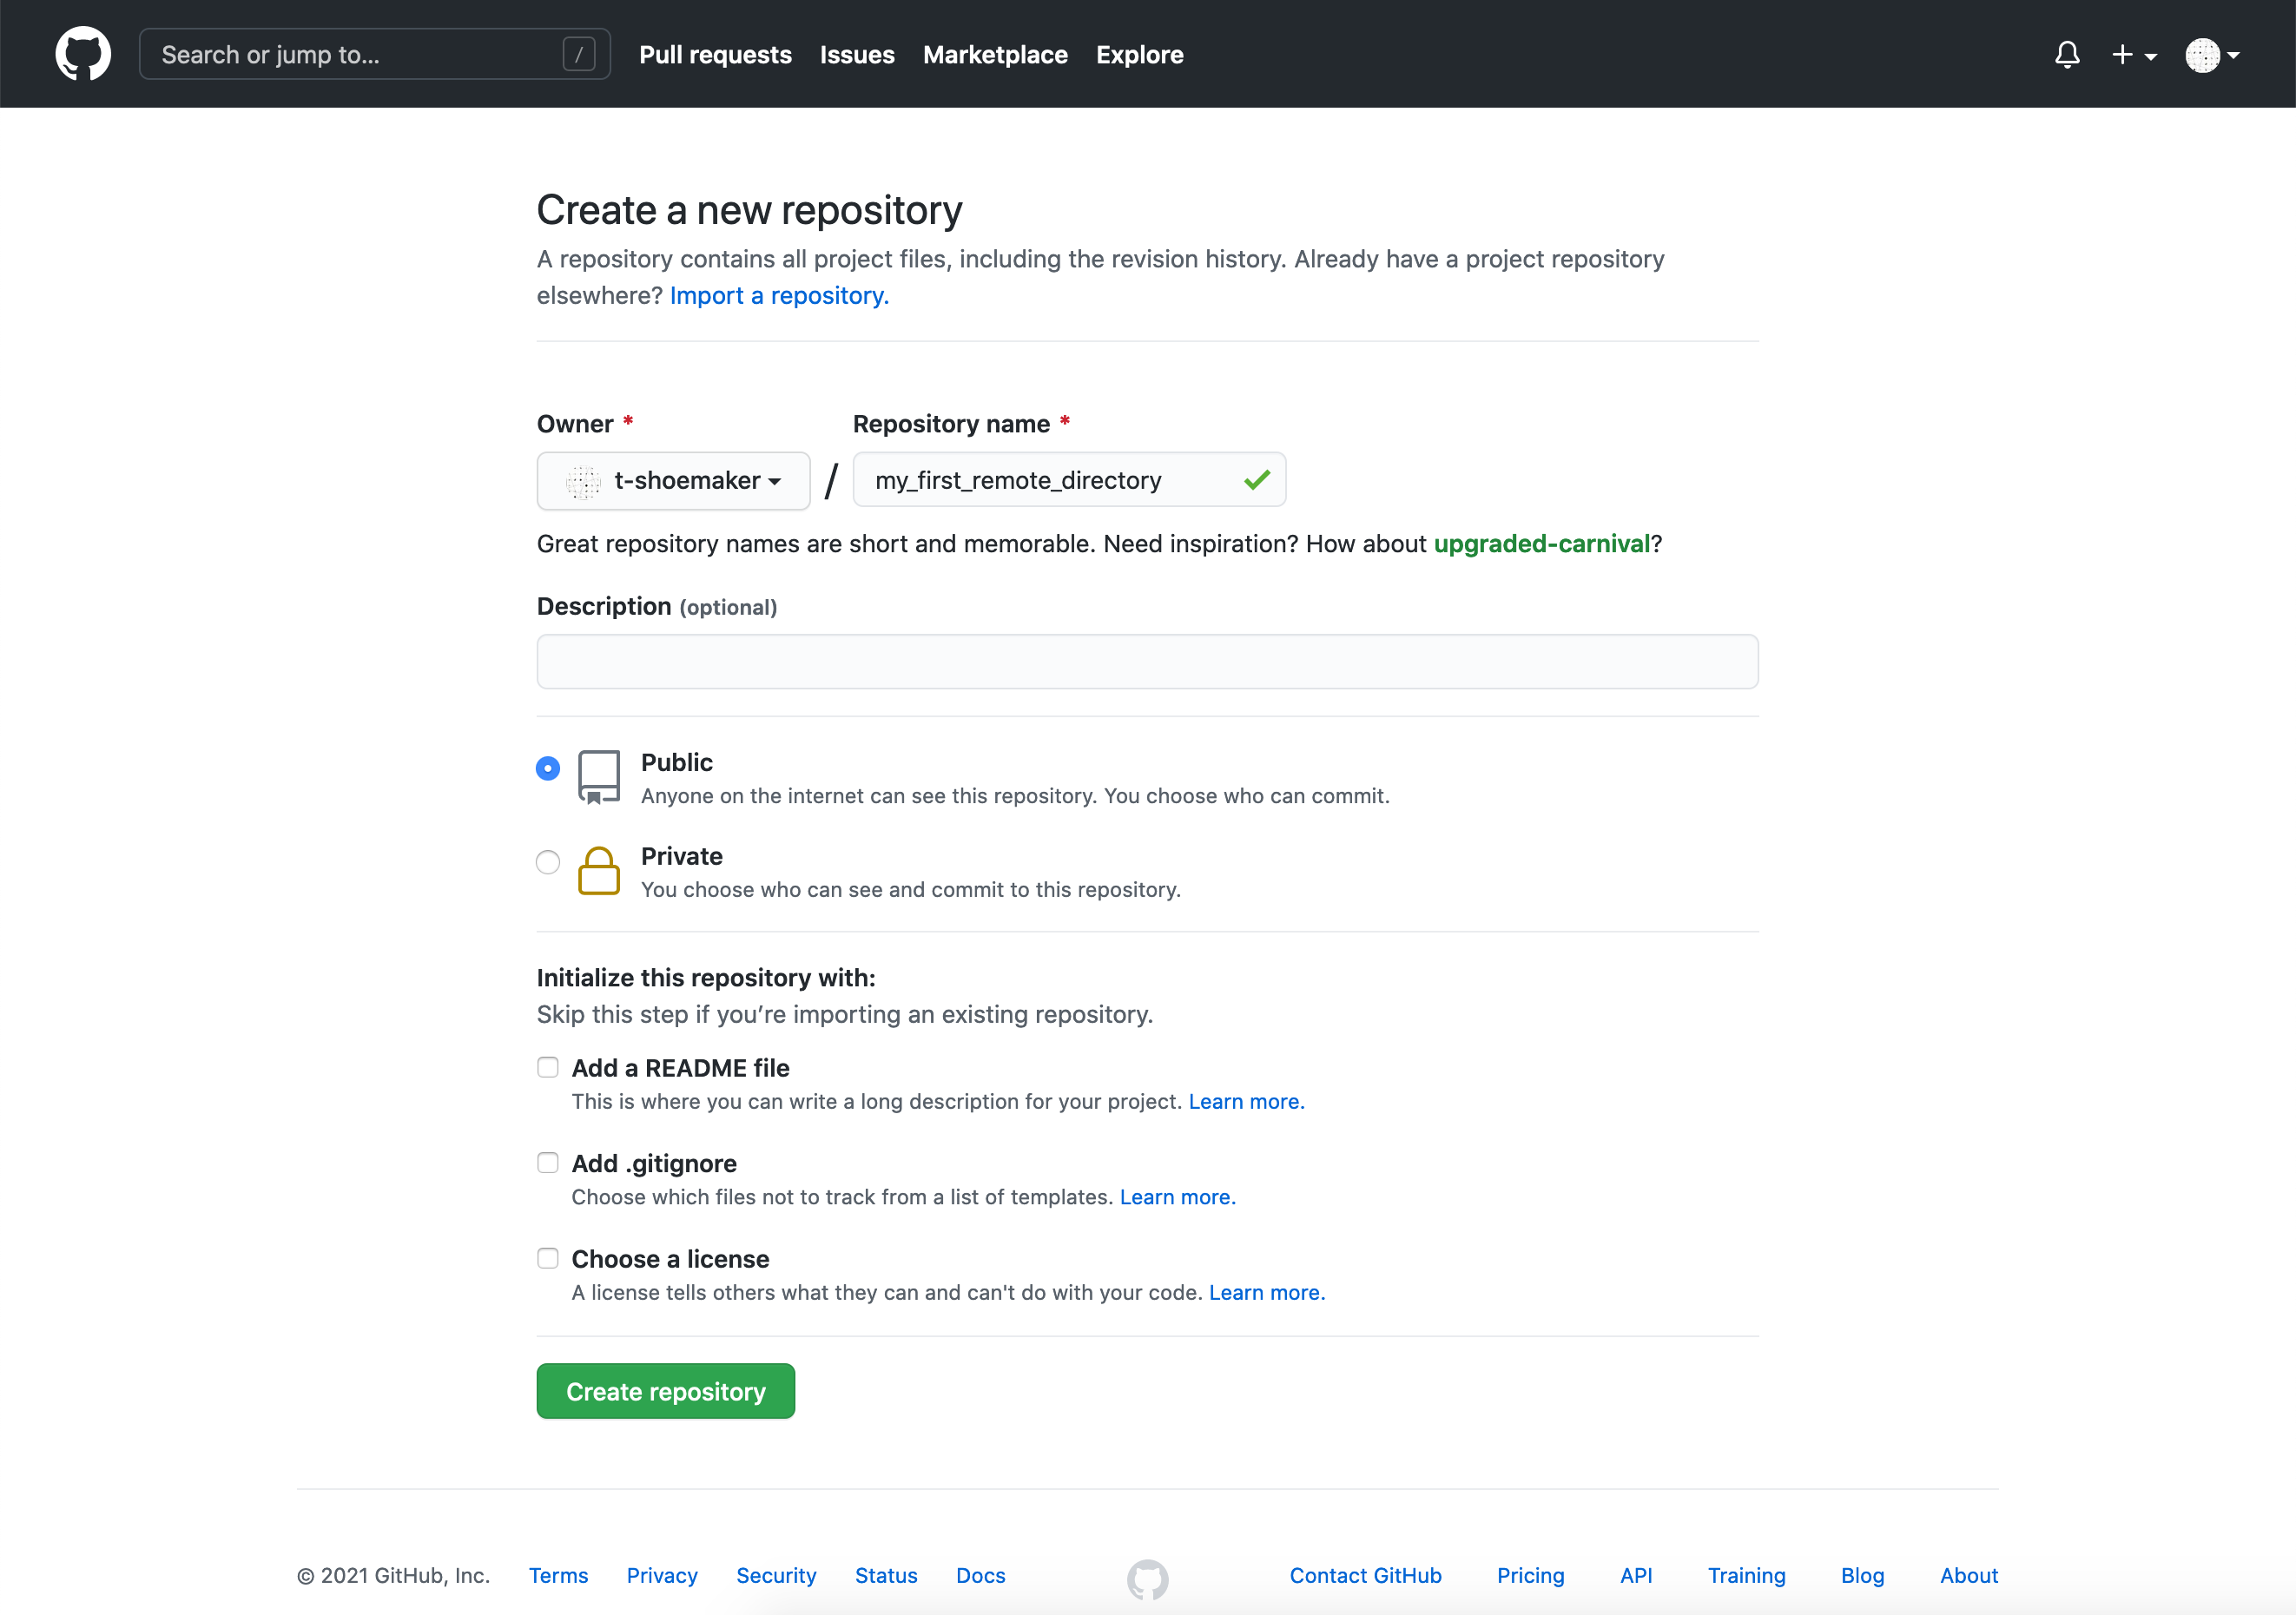 Search or jump to... /
Pull requests Issues Marketplace Explore
Create a new repository
A repository contains all project files, including the revision history. Already have a project repository
elsewhere? Import a repository.
Owner * Repository name *
t-shoemaker / my_first_remote_directory
Great repository names are short and memorable. Need inspiration? How about upgraded-carnival?
Description (optional)
Public
Anyone on the internet can see this repository. You choose who can commit.
Private
You choose who can see and commit to this repository.
Initialize this repository with:
Skip this step if you’re importing an existing repository.
Add a README file
This is where you can write a long description for your project. Learn more.
Add .gitignore
Choose which files not to track from a list of templates. Learn more.
Choose a license
A license tells others what they can and can't do with your code. Learn more.
Create repository
© 2021 GitHub, Inc. Terms Privacy Security Status Docs Contact GitHub Pricing API Training Blog About